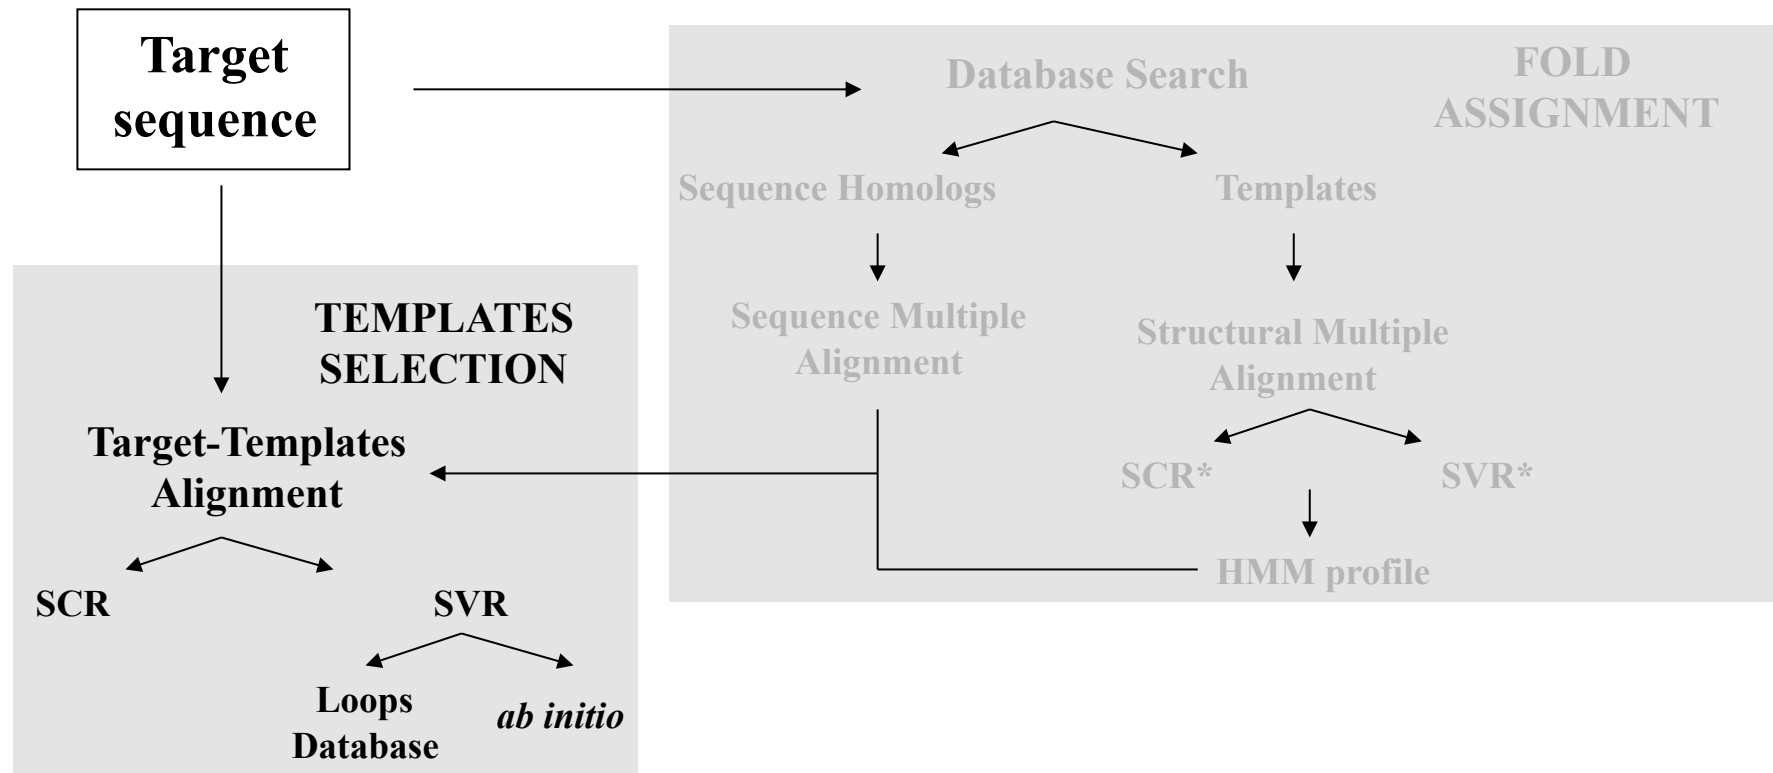 Target
sequence
Database Search
FOLD
ASSIGNMENT
Sequence Homologs
Templates
Sequence Multiple
Alignment
Structural Multiple
Alignment
SCR*
SVR*
HMM profile
TEMPLATES
SELECTION
Target-Templates
Alignment
SCR
SVR
Loops
Database
ab initio